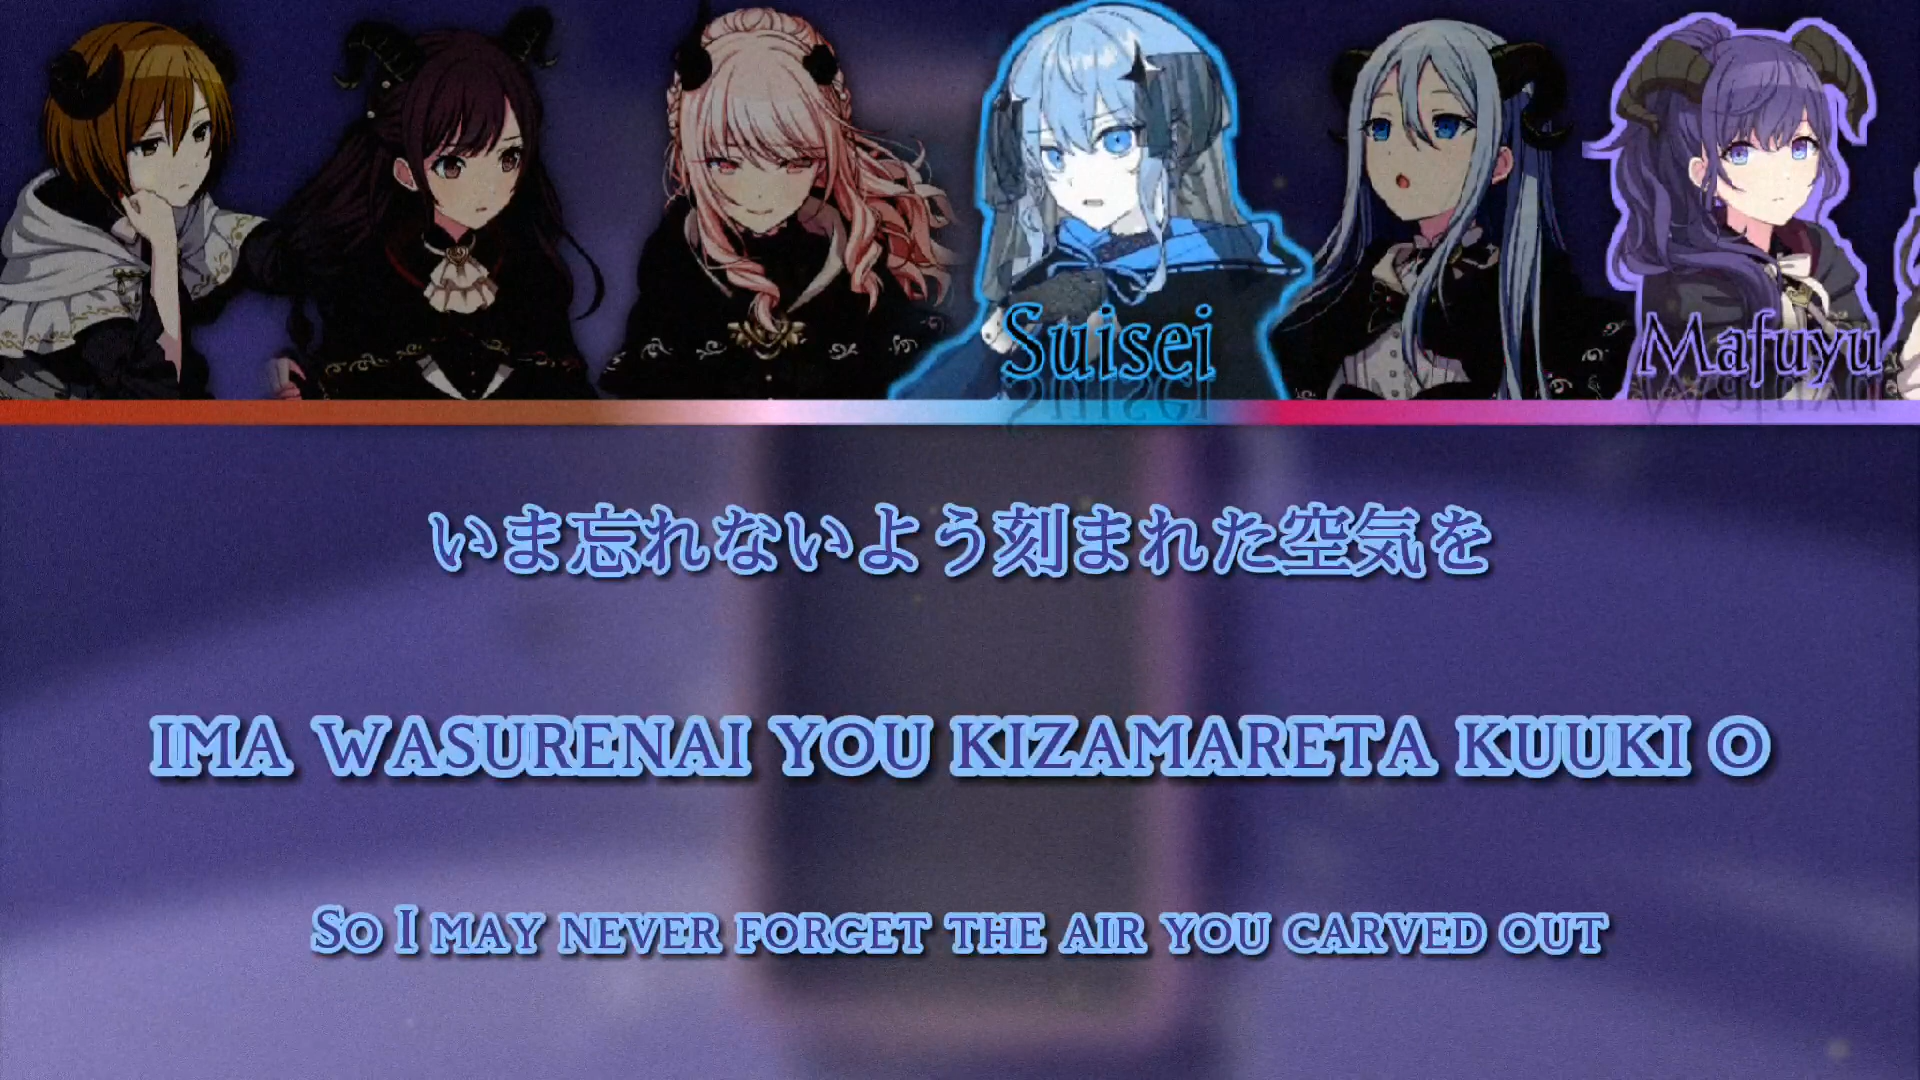 Suisei
Mafuyu
いま忘れないよう刻まれた空気を
IMA WASURENAI YOU KIZAMARETA KUUKI O
So I MAY NEVER FORGET THE AIR YOU CARVED OUT